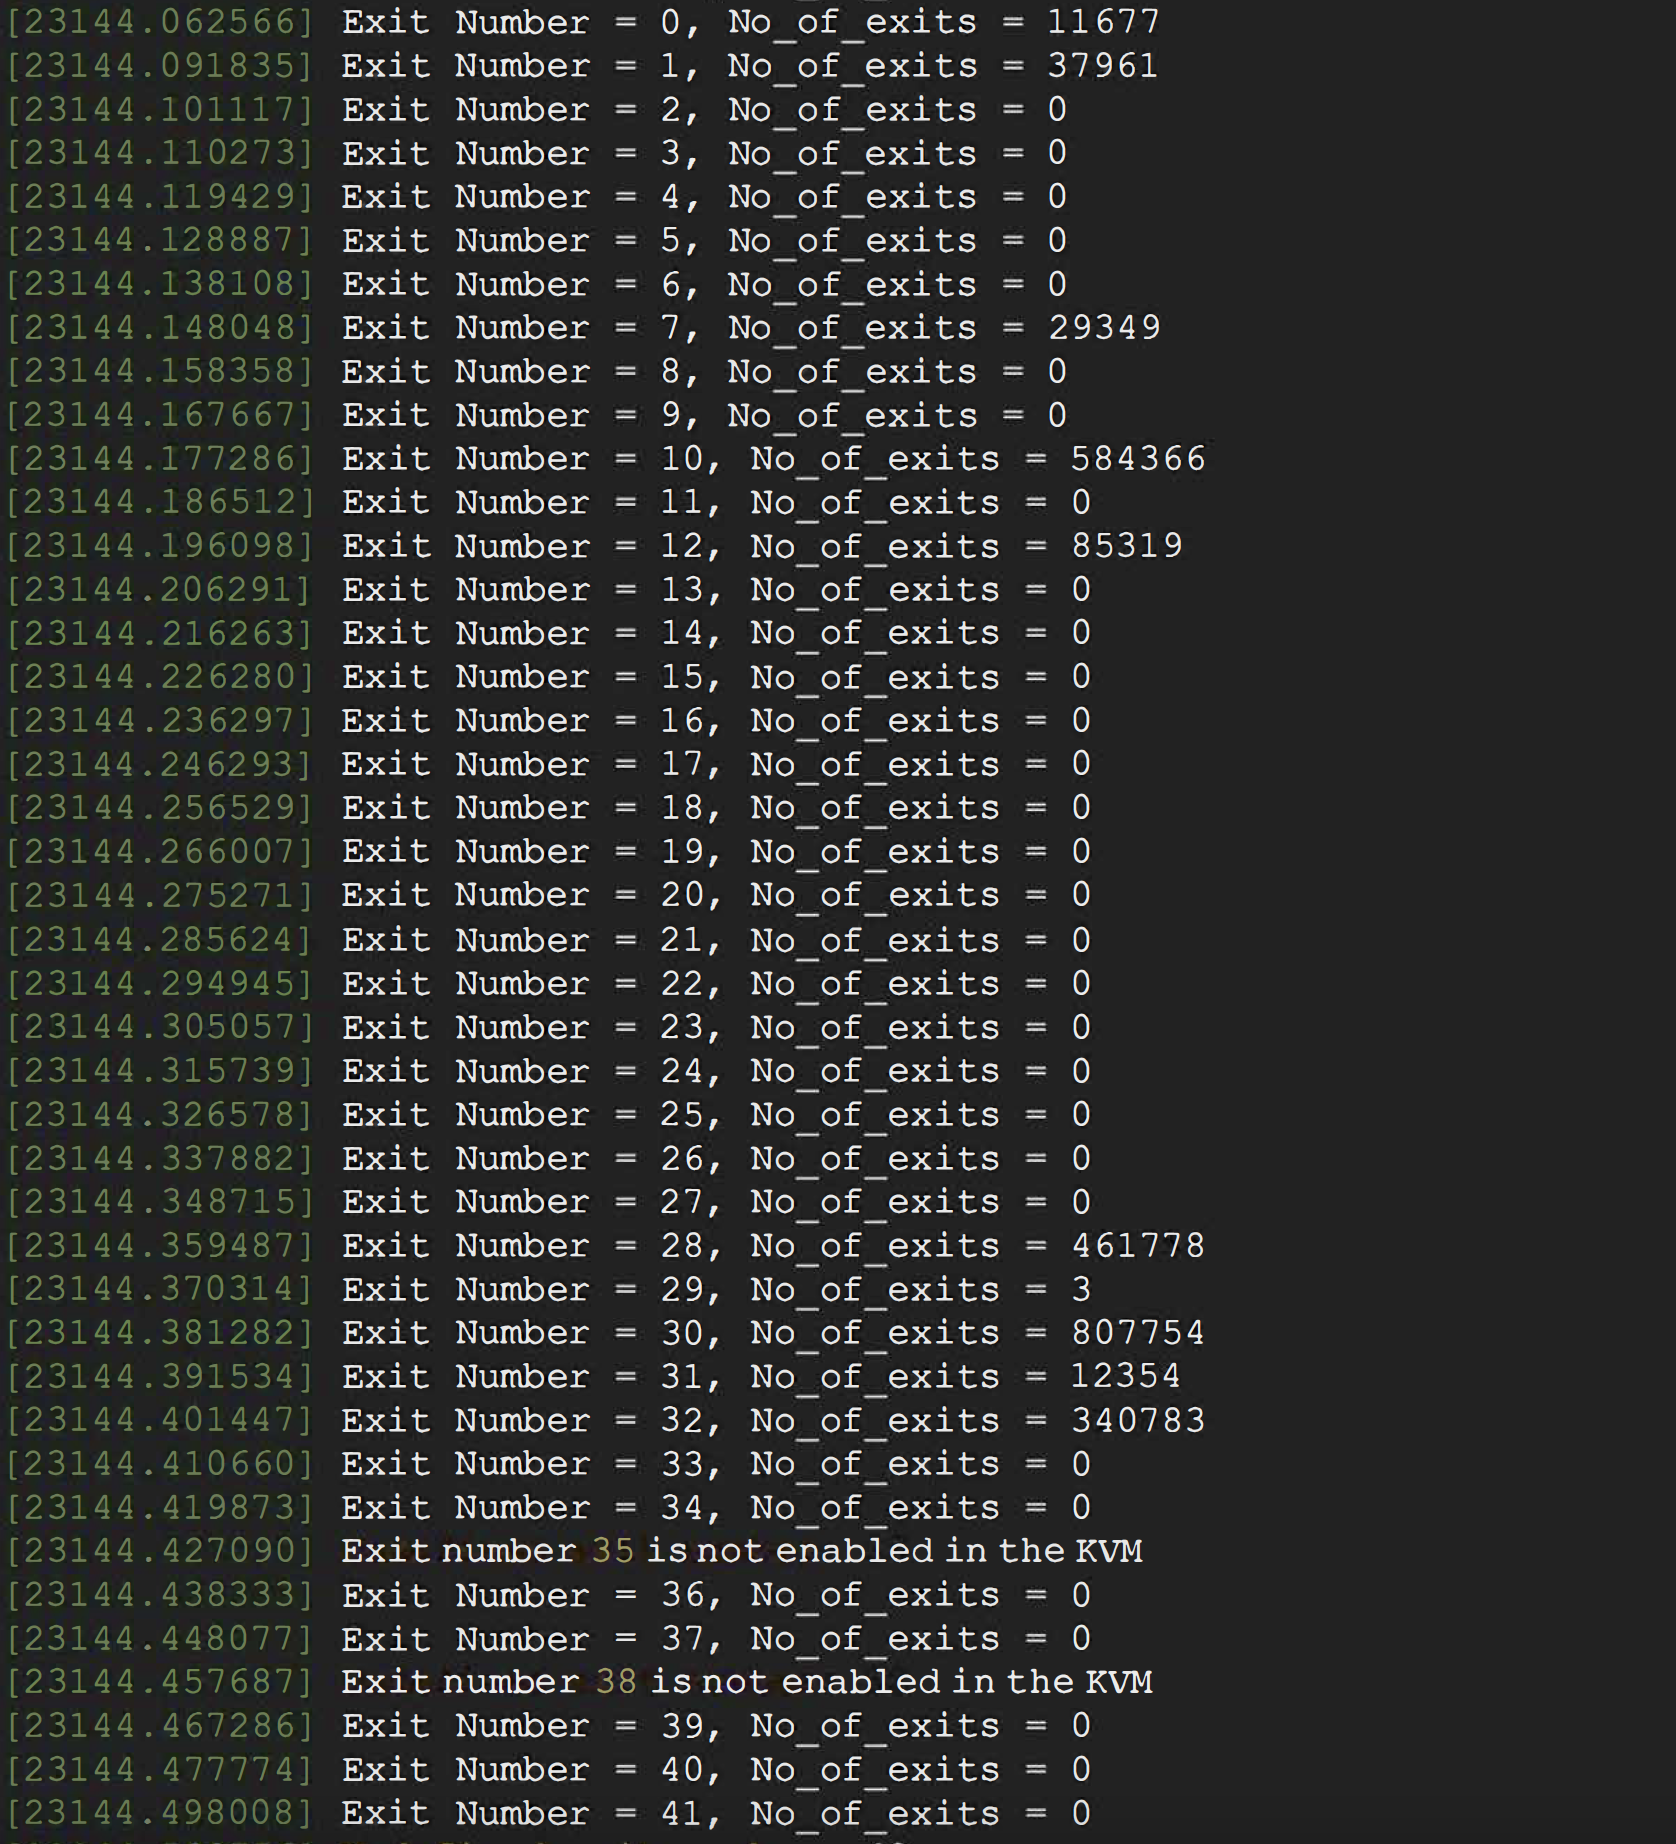 [23144.062566] Exit Number = 0, No_of_exits = 11677
[23144.091835] Exit Number = 1, No_of_exits = 37961
[23144.101117] Exit Number = 2, No_of_exits = 0
[23144.110273] Exit Number = 3, No_of_exits = 0
[23144.119429] Exit Number = 4, No_of_exits = 0
[23144.128887] Exit Number = 5, No_of_exits = 0
[23144.138108] Exit Number = 6, No_of_exits = 0
[23144.148048] Exit Number = 7, No_of_exits = 29349
[23144.158358] Exit Number = 8, No_of_exits = 0
[23144.167667] Exit Number = 9, No_of_exits = 0
[23144.177286] Exit Number = 10, No_of_exits = 584366
[23144.186512] Exit Number = 11, No_of_exits = 0
[23144.196098] Exit Number = 12, No_of_exits = 85319
[23144.206291] Exit Number = 13, No_of_exits = 0
[23144.216263] Exit Number = 14, No_of_exits = 0
[23144.226280] Exit Number = 15, No_of_exits = 0
[23144.236297] Exit Number = 16, No_of_exits = 0
[23144.246293] Exit Number = 17, No_of_exits = 0
[23144.256529] Exit Number = 18, No_of_exits = 0
[23144.266007] Exit Number = 19, No_of_exits = 0
[23144.275271] Exit Number = 20, No_of_exits = 0
[23144.285624] Exit Number = 21, No_of_exits = 0
[23144.294945] Exit Number = 22, No_of_exits = 0
[23144.305057] Exit Number = 23, No_of_exits = 0
[23144.315739] Exit Number = 24, No_of_exits = 0
[23144.326578] Exit Number = 25, No_of_exits = 0
[23144.337882] Exit Number = 26, No_of_exits = 0
[23144.348715] Exit Number = 27, No_of_exits = 0
[23144.359487] Exit Number = 28, No_of_exits = 461778
[23144.370314] Exit Number = 29, No_of_exits = 3
[23144.381282] Exit Number = 30, No_of_exits = 807754
[23144.391534] Exit Number = 31, No_of_exits = 12354
[23144.401447] Exit Number = 32, No_of_exits = 340783
[23144.410660] Exit Number = 33, No_of_exits = 0
[23144.419873] Exit Number = 34, No_of_exits = 0
[23144.427090] Exit number 35 is not enabled in the KVM
[23144.438333] Exit Number = 36, No_of_exits = 0
[23144.448077] Exit Number = 37, No_of_exits = 0
[23144.457687] Exit number 38 is not enabled in the KVM
[23144.467286] Exit Number = 39, No_of_exits = 0
[23144.477774] Exit Number = 40, No_of_exits = 0
[23144.498008] Exit Number = 41, No_of_exits = 0